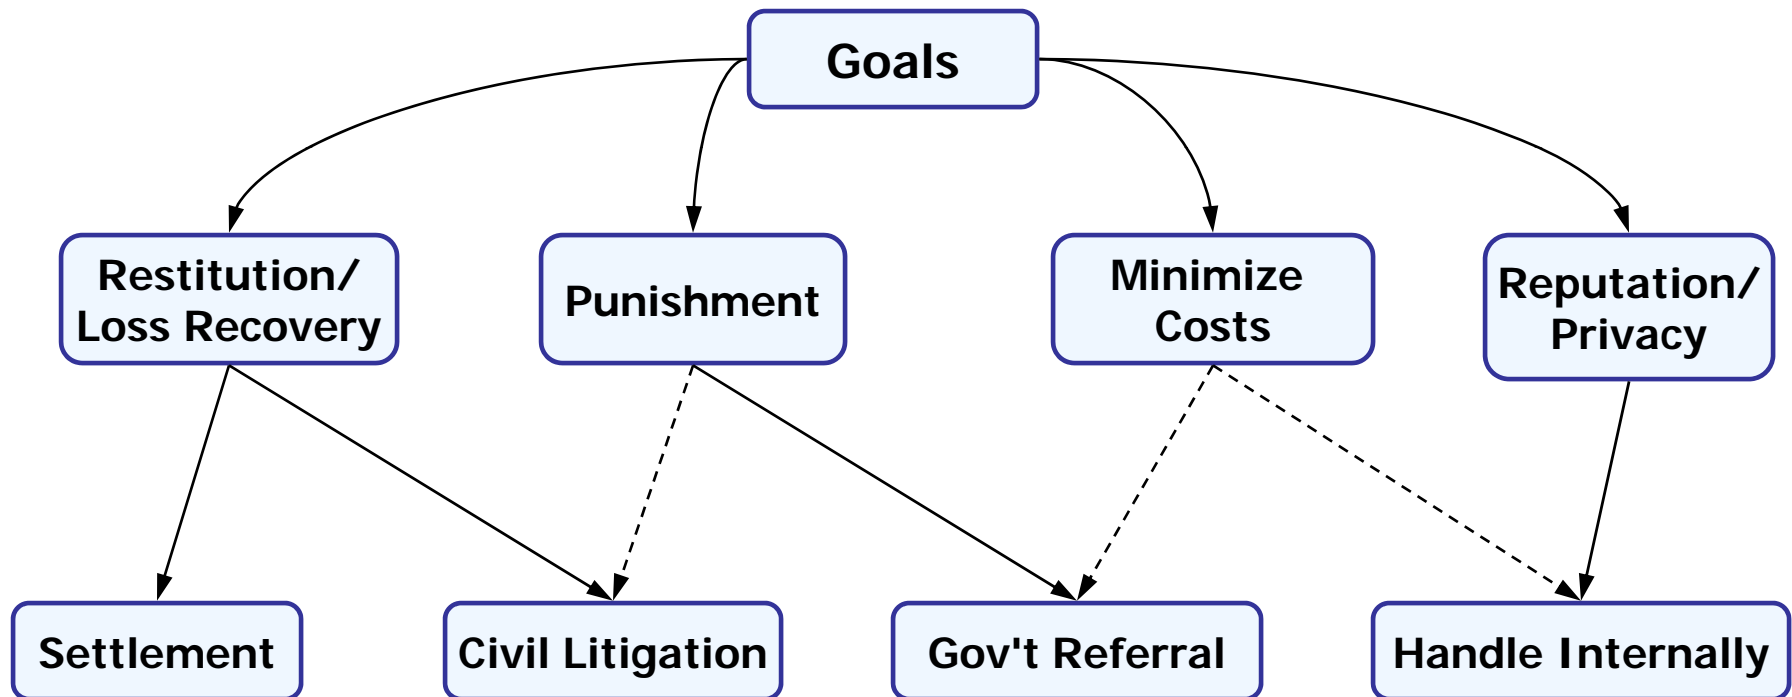 Goals
Restitution/
Loss Recovery
Punishment
Minimize
Costs
Reputation/
Privacy
Settlement
Civil Litigation
Gov't Referral
Handle Internally